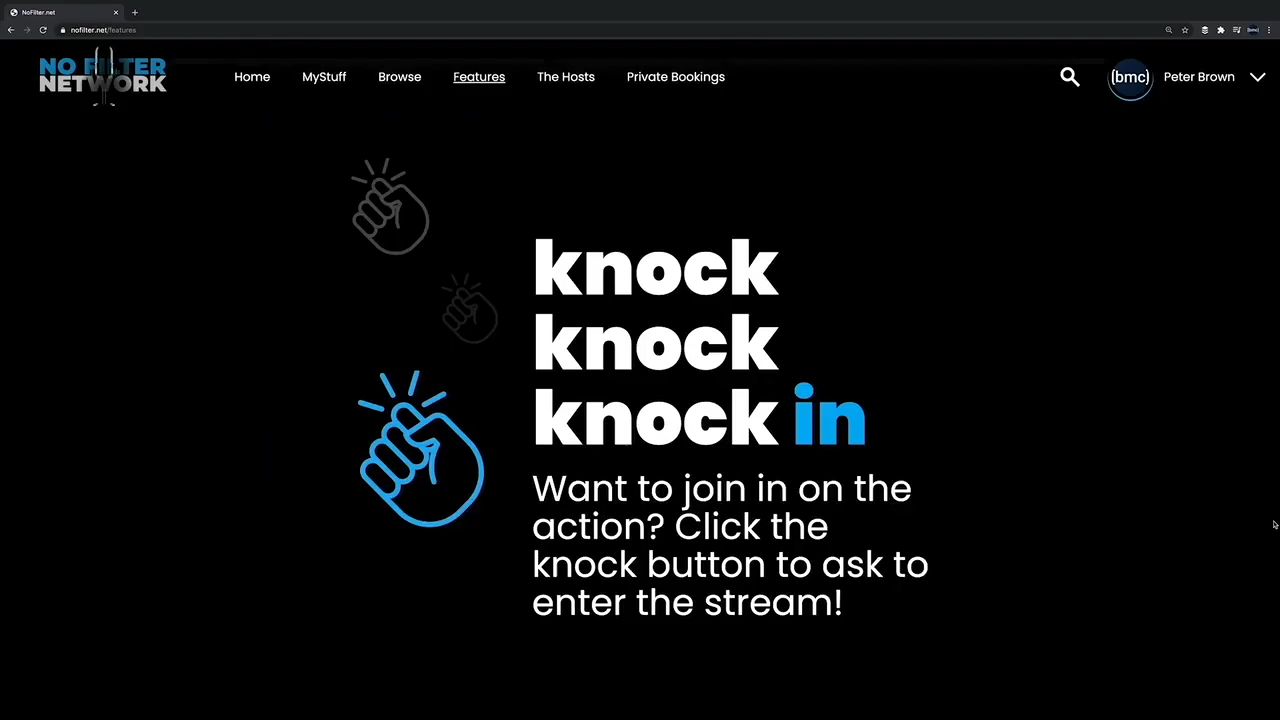 NoFilter.net
nofilter.net/features
NO FILTER
NETWORK
Home MyStuff Browse Features The Hosts Private Bookings
[bmc] Peter Brown
knock
knock
knock in
Want to join in on the
action? Click the
knock button to ask to
enter the stream!